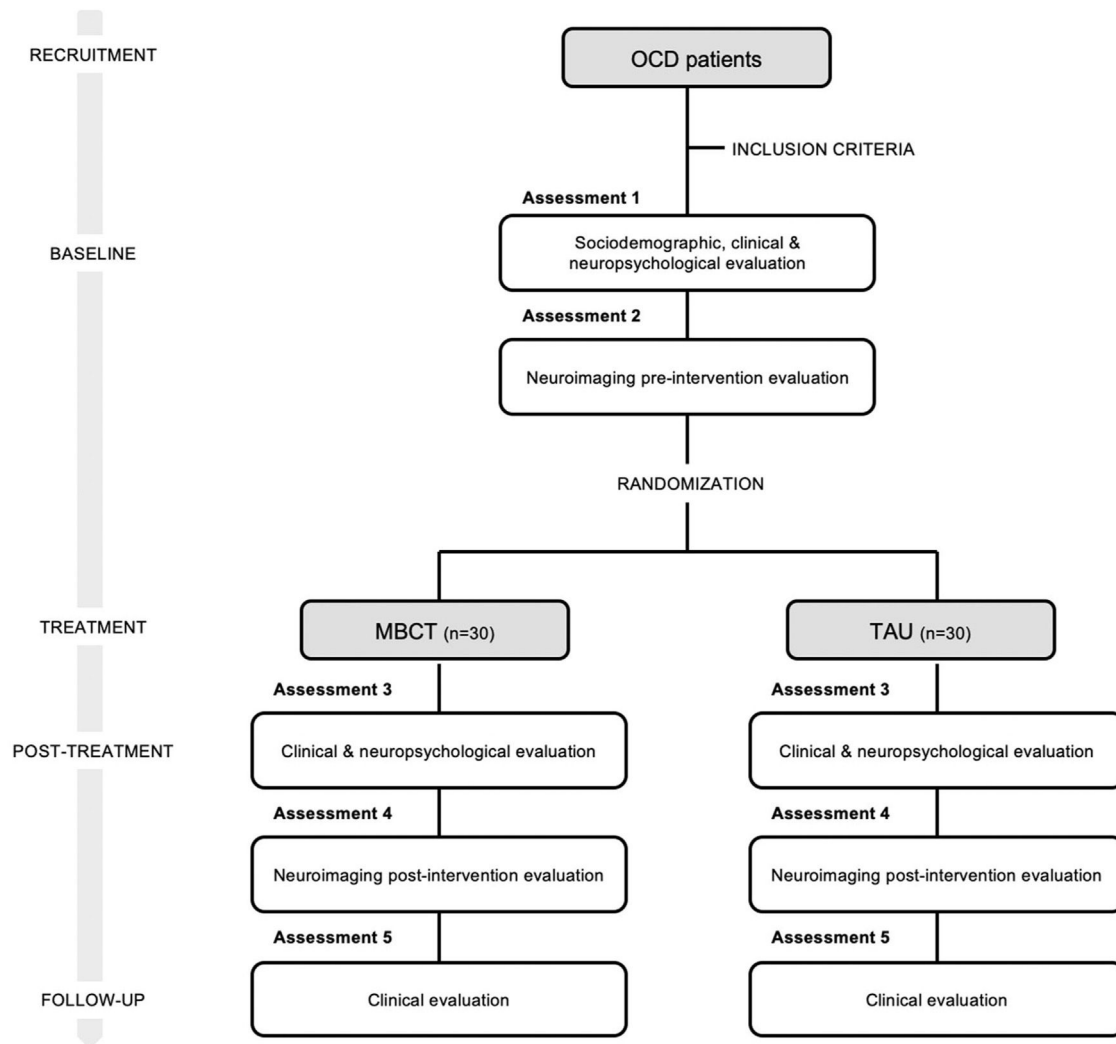 RECRUITMENT
OCD patients
INCLUSION CRITERIA
Assessment 1
BASELINE
Sociodemographic, clinical &
neuropsychological evaluation
Assessment 2
Neuroimaging pre-intervention evaluation
RANDOMIZATION
TREATMENT
MBCT (n=30)
TAU (n=30)
Assessment 3
Assessment 3
POST-TREATMENT
Clinical & neuropsychological evaluation
Clinical & neuropsychological evaluation
Assessment 4
Assessment 4
Neuroimaging post-intervention evaluation
Neuroimaging post-intervention evaluation
Assessment 5
Assessment 5
FOLLOW-UP
Clinical evaluation
Clinical evaluation